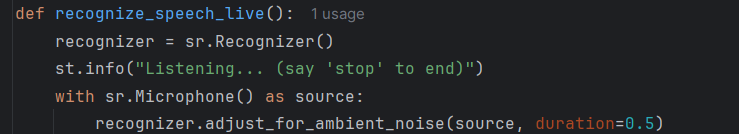 def recognize_speech_live():  1 usage
    recognizer = sr.Recognizer()
    st.info("Listening... (say 'stop' to end)")
    with sr.Microphone() as source:
        recognizer.adjust_for_ambient_noise(source, duration=0.5)